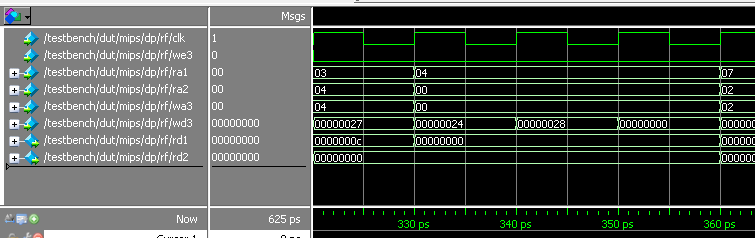 Msgs
/testbench/dut/mips/dp/rf/clk 1
/testbench/dut/mips/dp/rf/we3 0
/testbench/dut/mips/dp/rf/ra1 00 03 04 07
/testbench/dut/mips/dp/rf/ra2 00 04 00 02
/testbench/dut/mips/dp/rf/wa3 00 04 00 02
/testbench/dut/mips/dp/rf/wd3 00000000 00000027 00000024 00000028 00000000 000000
/testbench/dut/mips/dp/rf/rd1 00000000 0000000c 00000000 000000
/testbench/dut/mips/dp/rf/rd2 00000000 00000000 000000
Now 625 ps 330 ps 340 ps 350 ps 360 ps